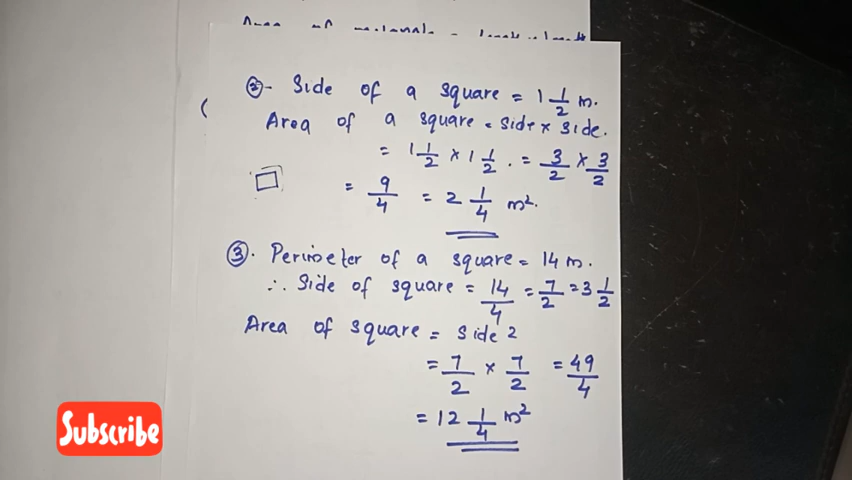 Area of
②- Side of a square = 1 1/2 m.
Area of a square = side × side.
= 1 1/2 × 1 1/2 . = 3/2 × 3/2
= 9/4 = 2 1/4 m².
③. Perimeter of a square = 14 m.
∴ Side of square = 14/4 = 7/2 = 3 1/2
Area of square = side 2
= 7/2 × 7/2 = 49/4
= 12 1/4 m²
Subscribe